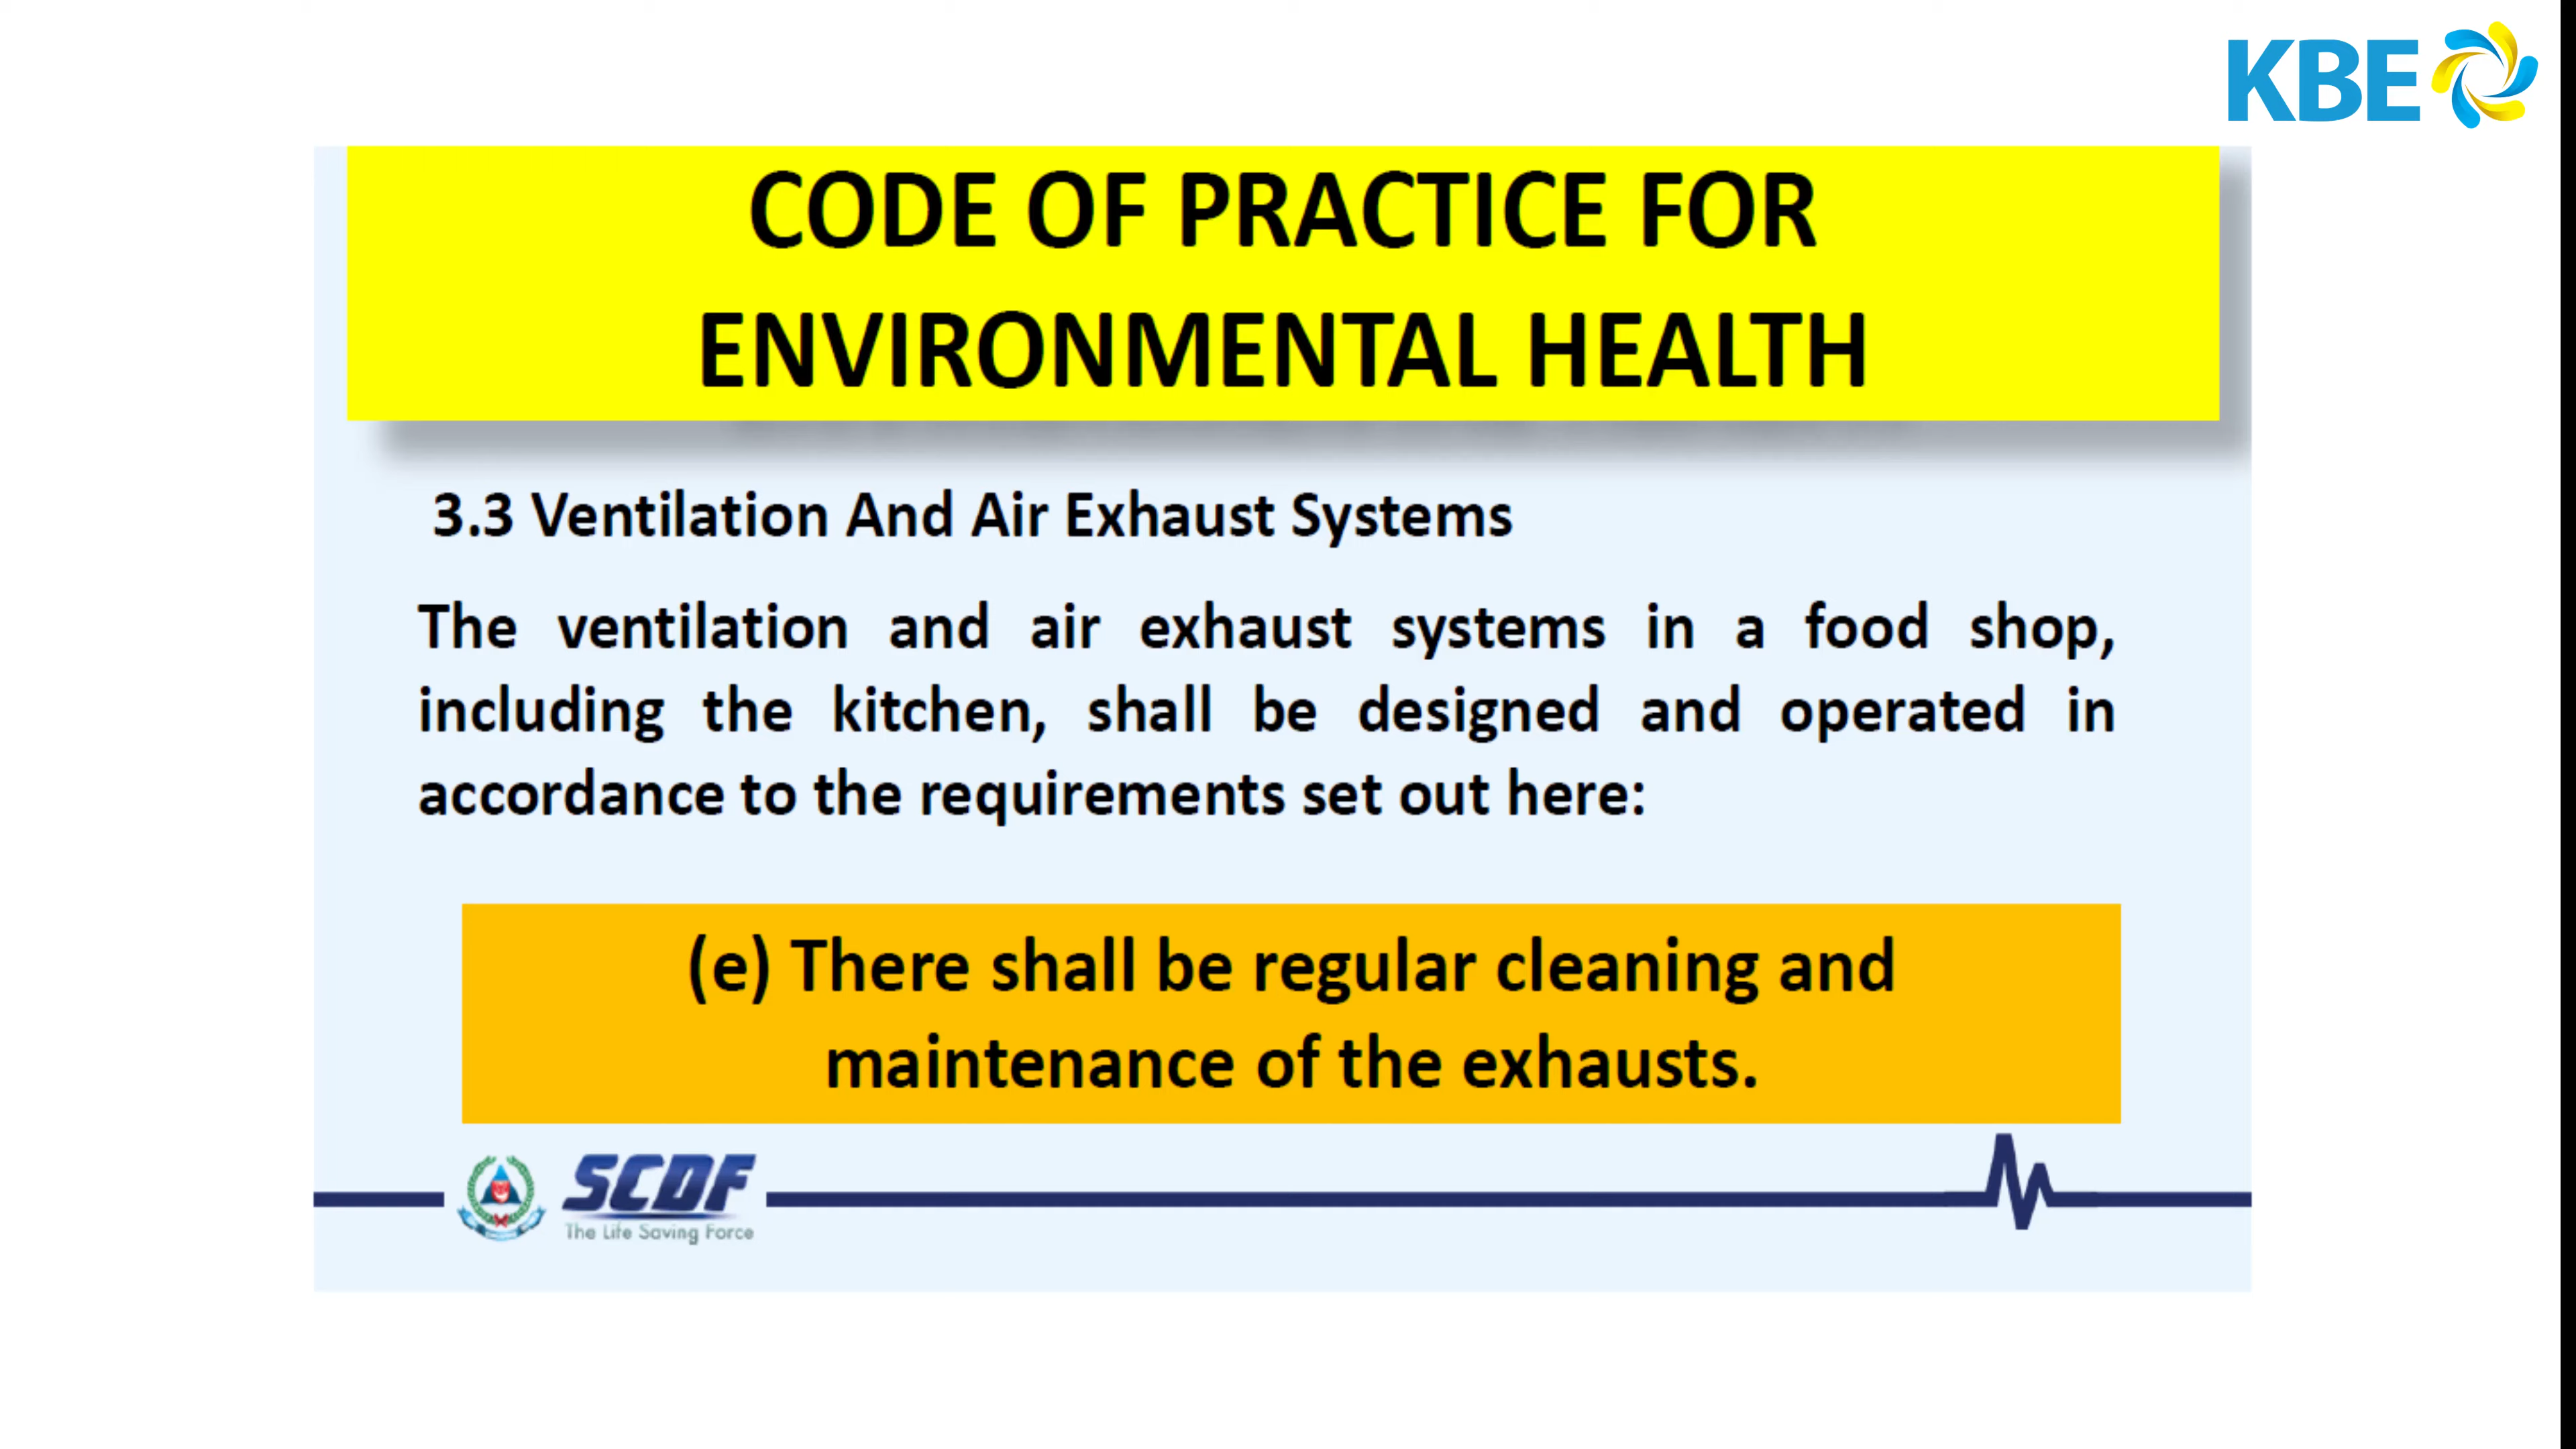 KBE
CODE OF PRACTICE FOR
ENVIRONMENTAL HEALTH
3.3 Ventilation And Air Exhaust Systems
The ventilation and air exhaust systems in a food shop,
including the kitchen, shall be designed and operated in
accordance to the requirements set out here:
(e) There shall be regular cleaning and
maintenance of the exhausts.
SCDF
The Life Saving Force